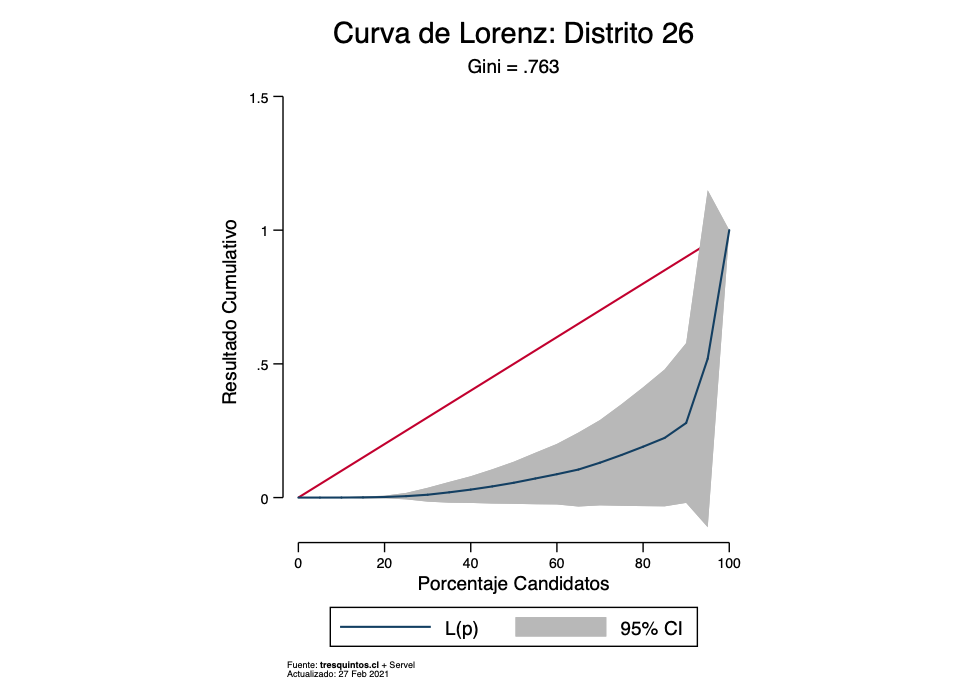 Curva de Lorenz: Distrito 26
Gini = .763
1.5
1
.5
0
Resultado Cumulativo
0 20 40 60 80 100
Porcentaje Candidatos
L(p) 95% CI
Fuente: tresquintos.cl + Servel
Actualizado: 27 Feb 2021